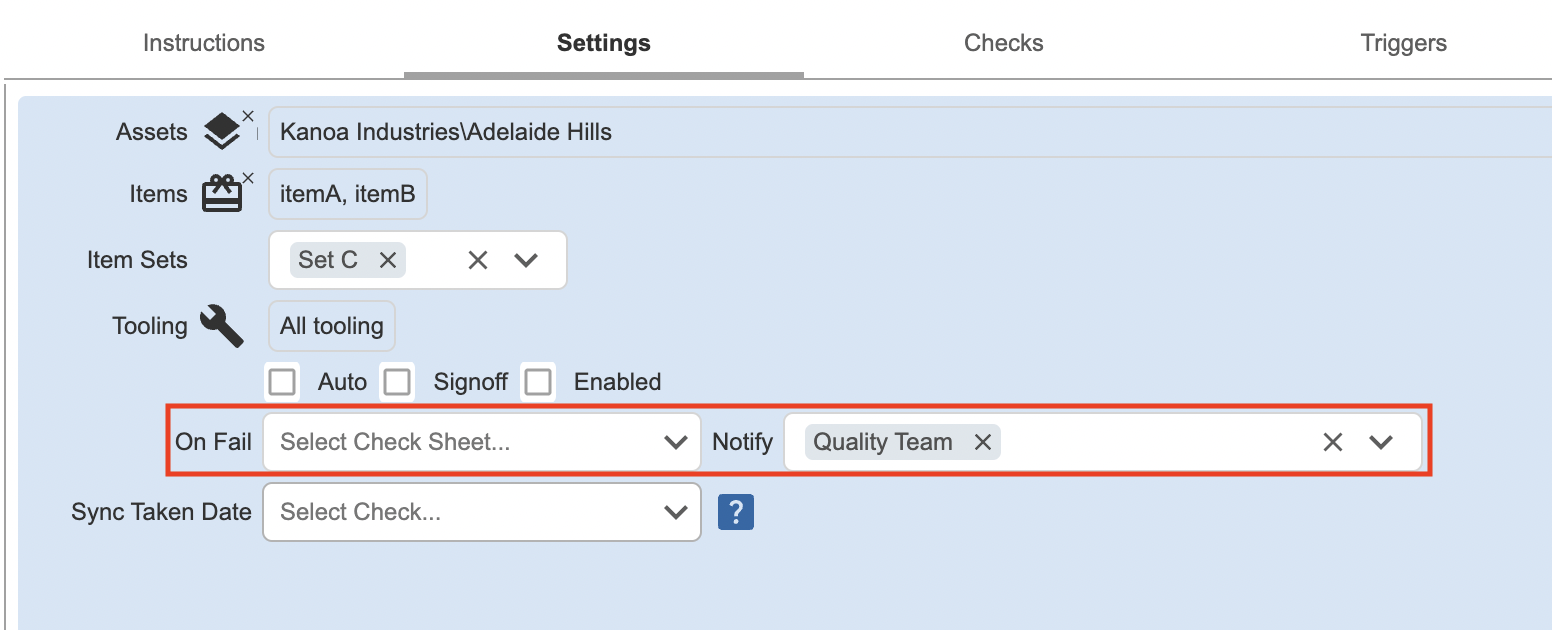 Instructions Settings Checks Triggers
Assets Kanoa Industries\Adelaide Hills
Items itemA, itemB
Item Sets Set C
Tooling All tooling
Auto Signoff Enabled
On Fail Select Check Sheet... Notify Quality Team
Sync Taken Date Select Check... ?